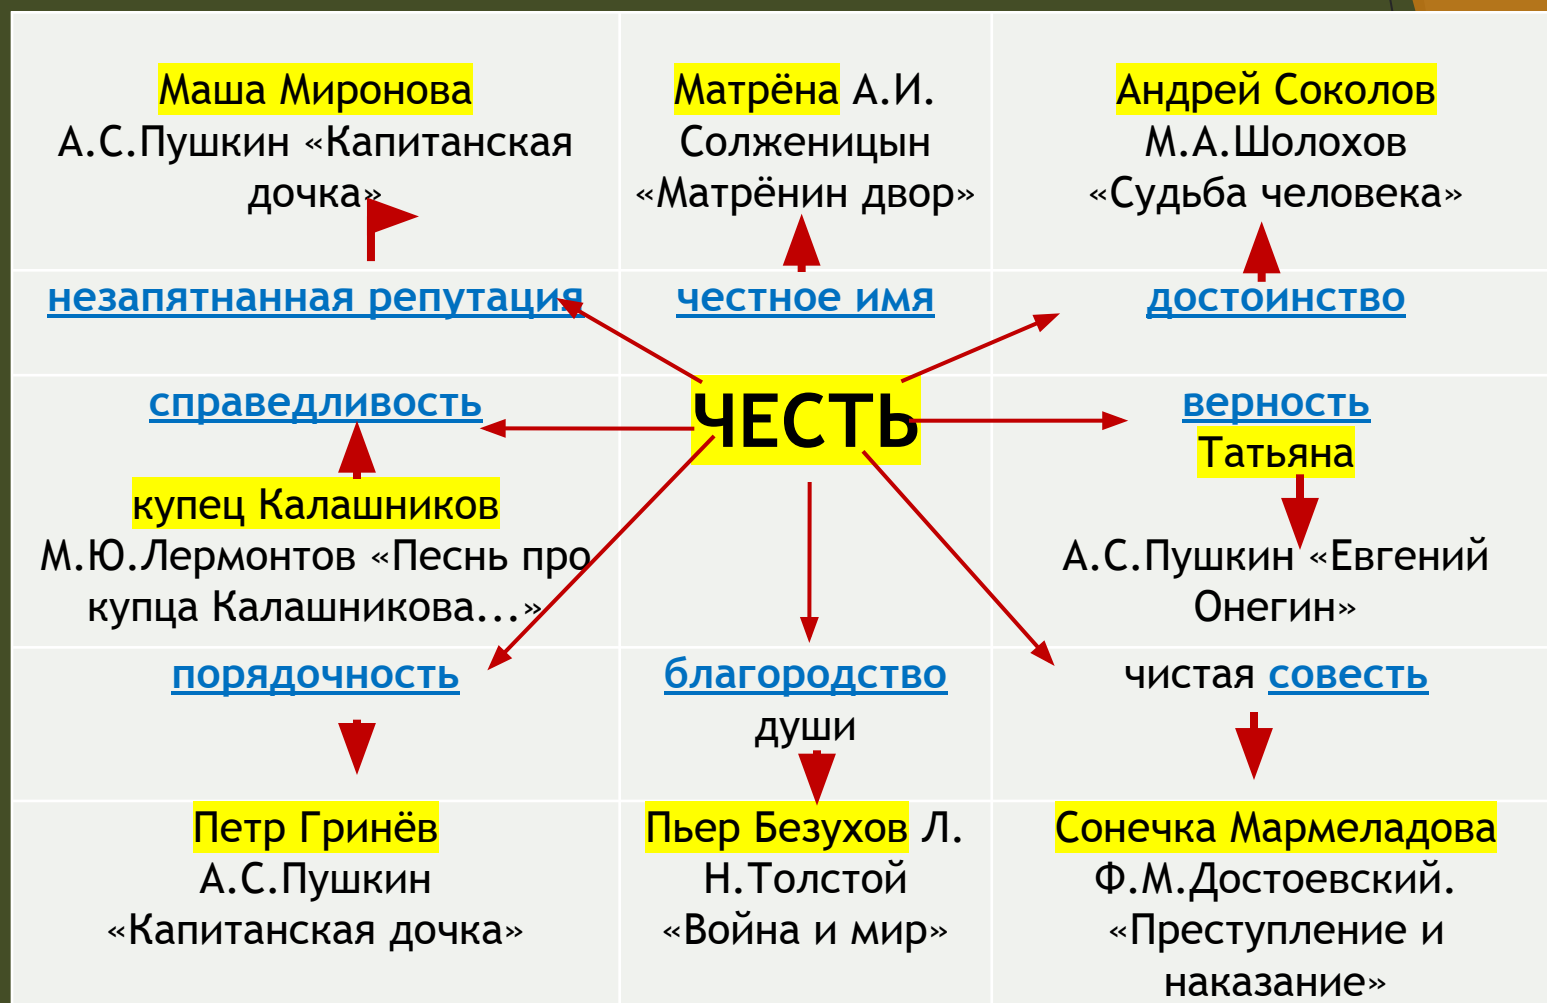 Маша Миронова
А.С.Пушкин «Капитанская
дочка»
Матрёна А.И.
Солженицын
«Матрёнин двор»
Андрей Соколов
М.А.Шолохов
«Судьба человека»
незапятнанная репутация
честное имя
достоинство
справедливость
купец Калашников
М.Ю.Лермонтов «Песнь про
купца Калашникова...»
ЧЕСТЬ
верность
Татьяна
А.С.Пушкин «Евгений
Онегин»
порядочность
благородство
души
чистая совесть
Петр Гринёв
А.С.Пушкин
«Капитанская дочка»
Пьер Безухов Л.
Н.Толстой
«Война и мир»
Сонечка Мармеладова
Ф.М.Достоевский.
«Преступление и
наказание»